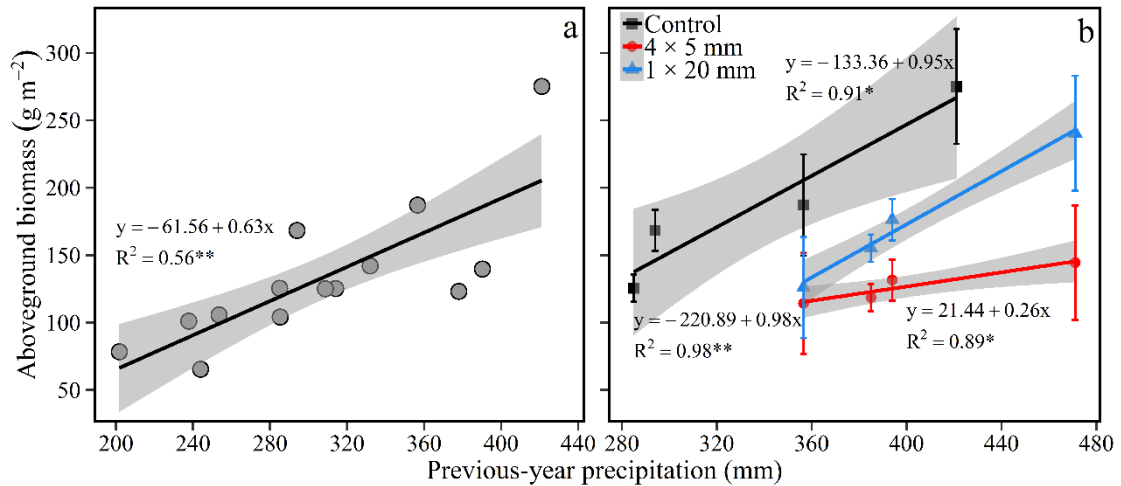 Aboveground biomass (g m⁻²)
300
250
200
150
100
50
a
y = −61.56 + 0.63x
R² = 0.56**
200
240
280
320
360
400
440
b
Control
4 × 5 mm
1 × 20 mm
y = −133.36 + 0.95x
R² = 0.91*
y = −220.89 + 0.98x
R² = 0.98**
y = 21.44 + 0.26x
R² = 0.89*
280
320
360
400
440
480
Previous-year precipitation (mm)